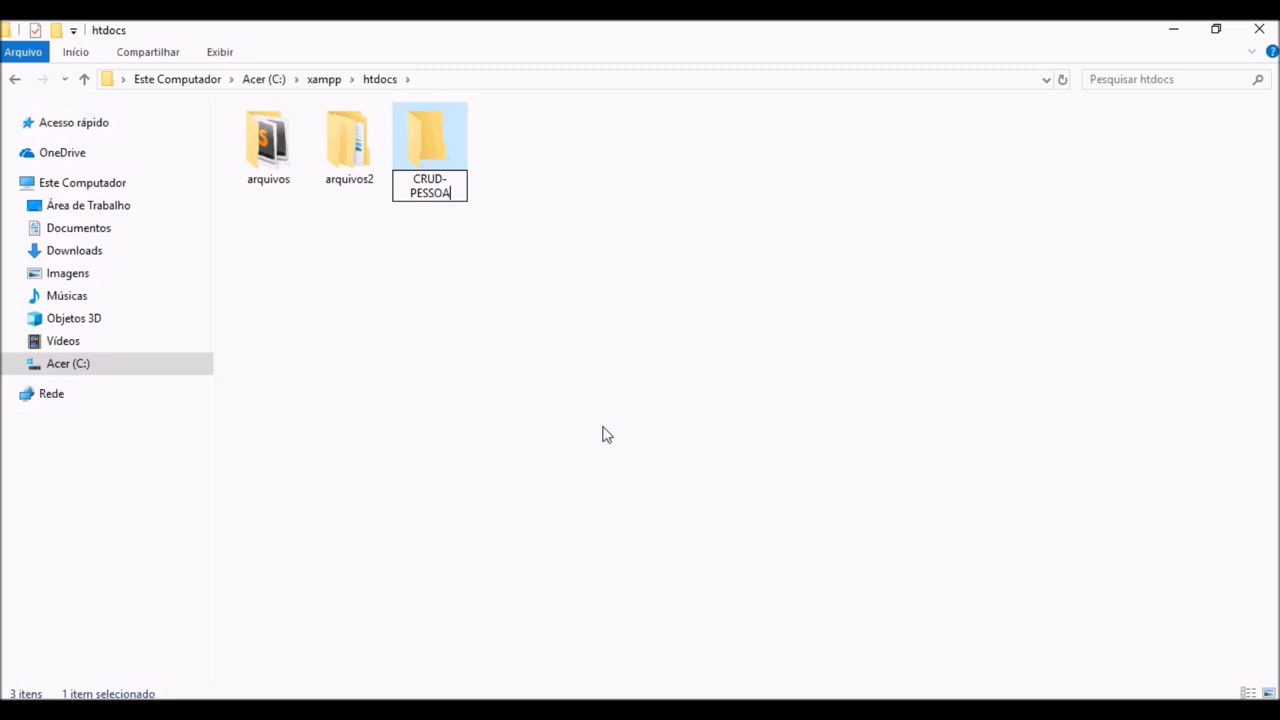 htdocs
Arquivo Início Compartilhar Exibir
Este Computador Acer (C:) xampp htdocs Pesquisar htdocs
Acesso rápido
OneDrive
Este Computador
Área de Trabalho
Documentos
Downloads
Imagens
Músicas
Objetos 3D
Vídeos
Acer (C:)
Rede
arquivos
arquivos2
CRUD-
PESSOA
3 itens 1 item selecionado